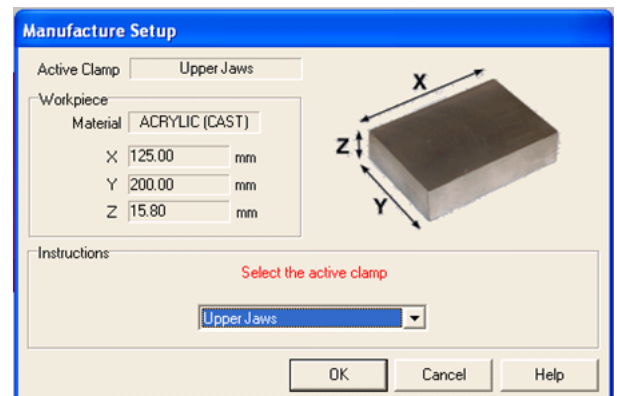 Manufacture Setup
Active Clamp Upper Jaws
Workpiece
Material ACRYLIC (CAST)
X 125.00 mm
Y 200.00 mm
Z 15.80 mm
X
Z
Y
Instructions
Select the active clamp
Upper Jaws
OK Cancel Help